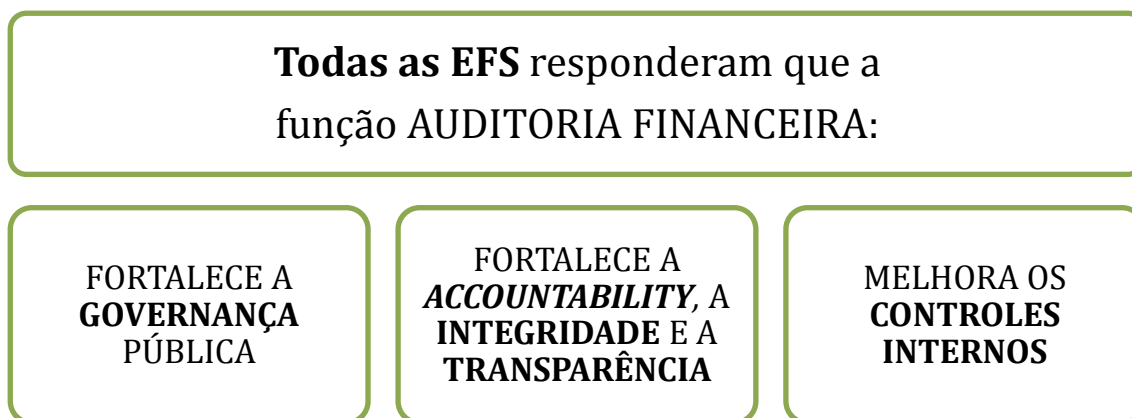 Todas as EFS responderam que a
função AUDITORIA FINANCEIRA:
FORTALECE A
GOVERNANÇA
PÚBLICA
FORTALECE A
ACCOUNTABILITY, A
INTEGRIDADE E A
TRANSPARÊNCIA
MELHORA OS
CONTROLES
INTERNOS